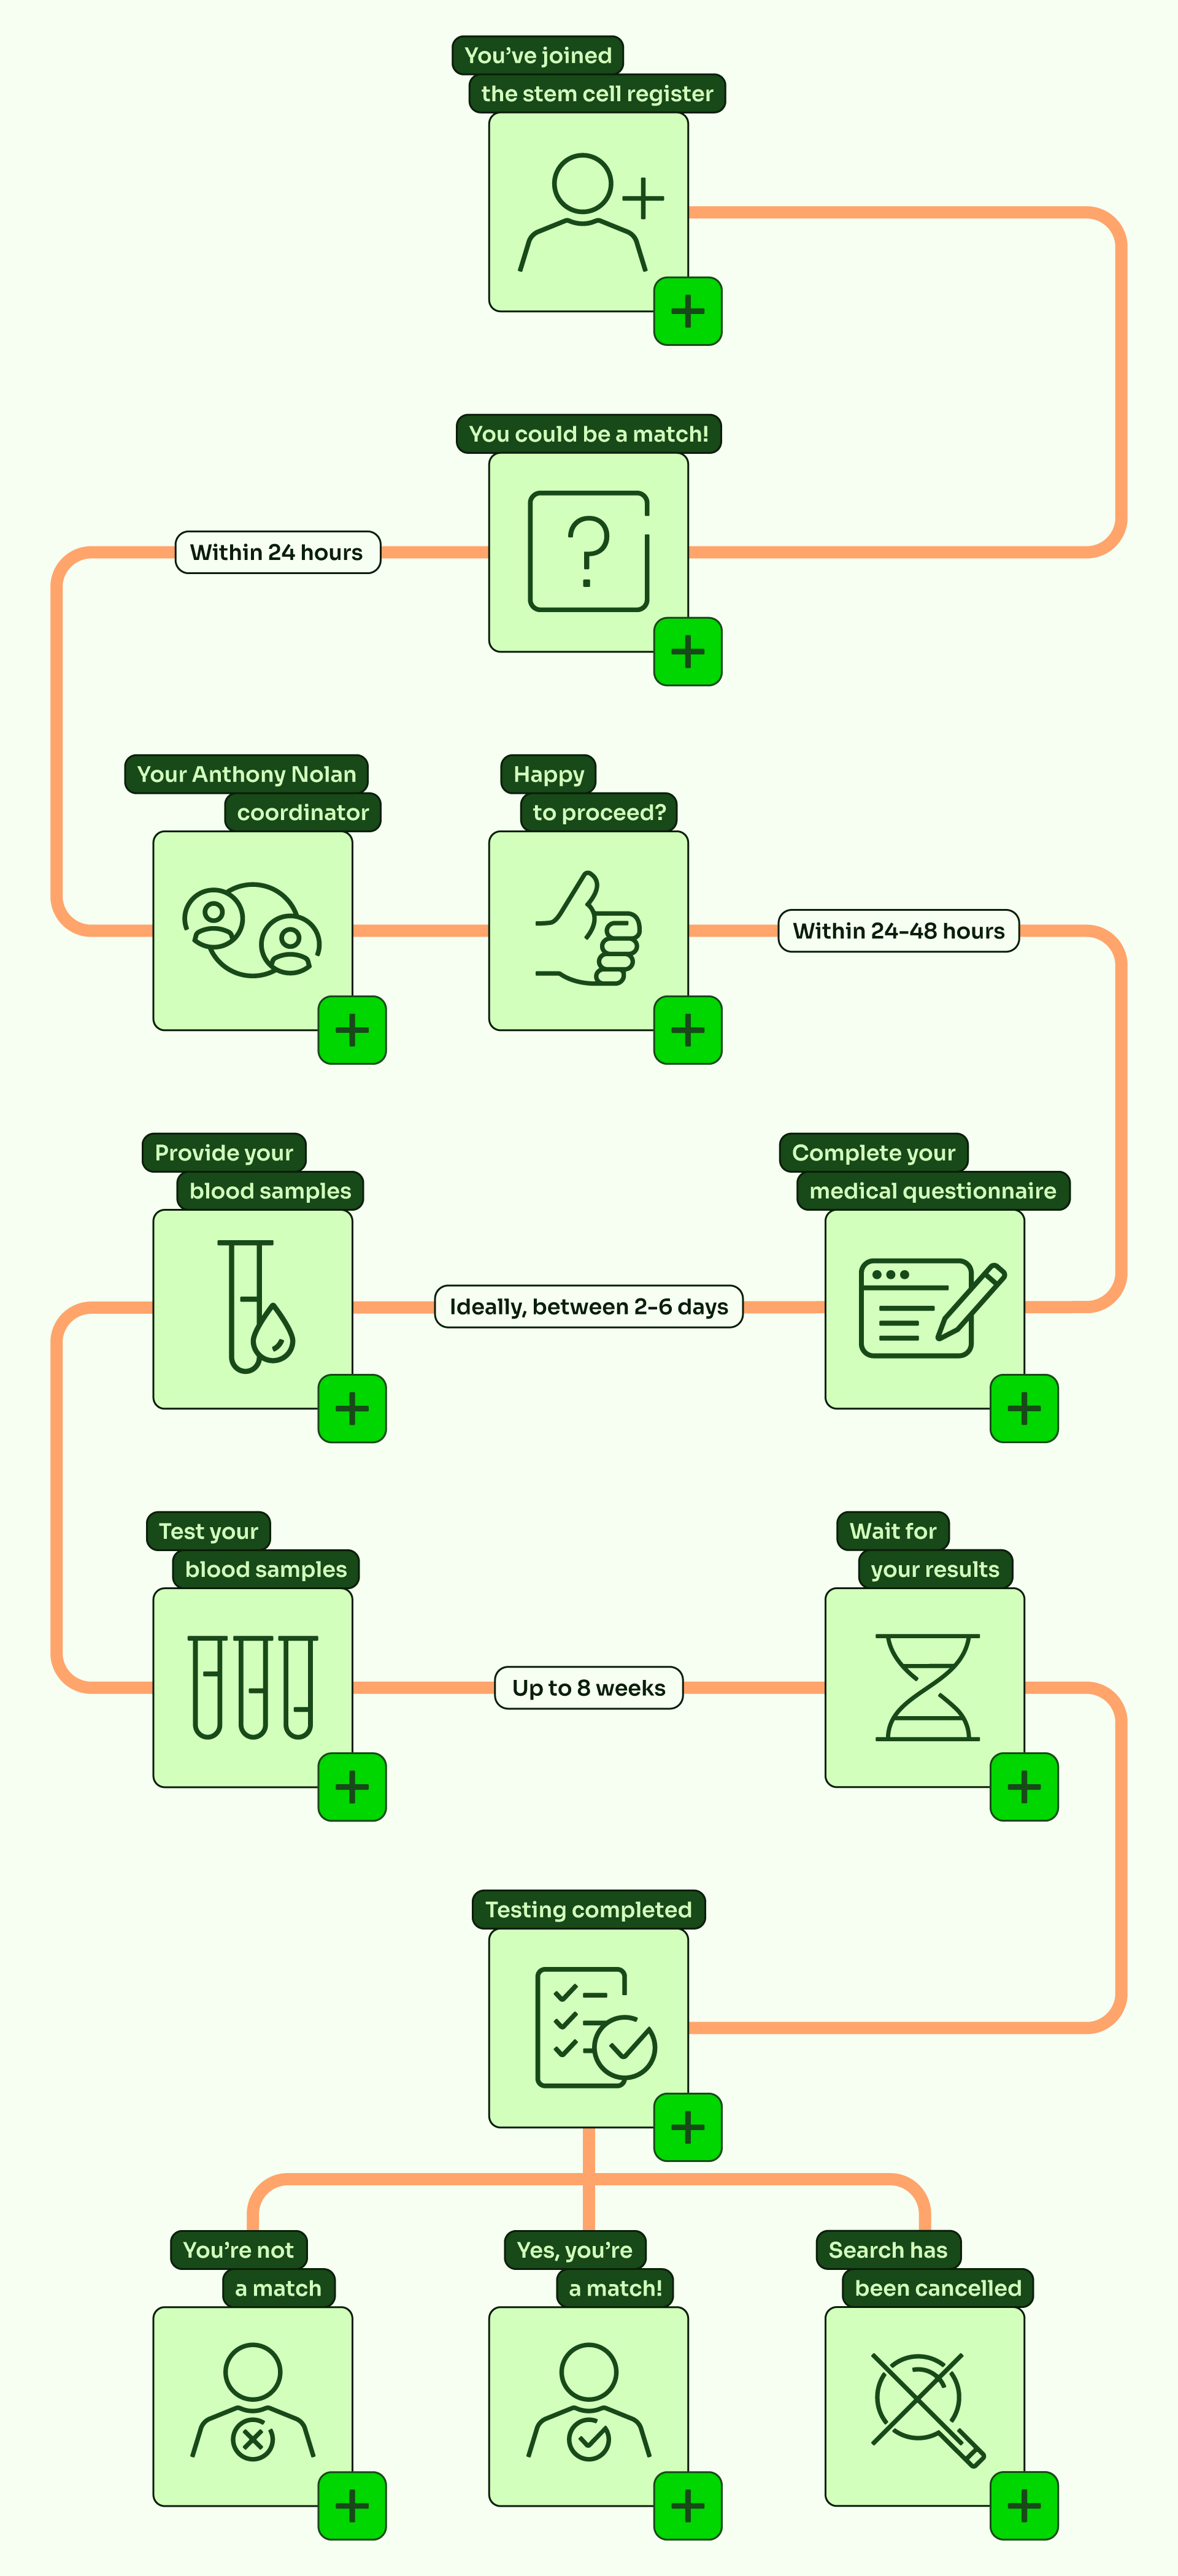 You’ve joined
the stem cell register
You could be a match!
Within 24 hours
Your Anthony Nolan
coordinator
Happy
to proceed?
Within 24–48 hours
Provide your
blood samples
Ideally, between 2–6 days
Complete your
medical questionnaire
Test your
blood samples
Up to 8 weeks
Wait for
your results
Testing completed
You’re not
a match
Yes, you’re
a match!
Search has
been cancelled